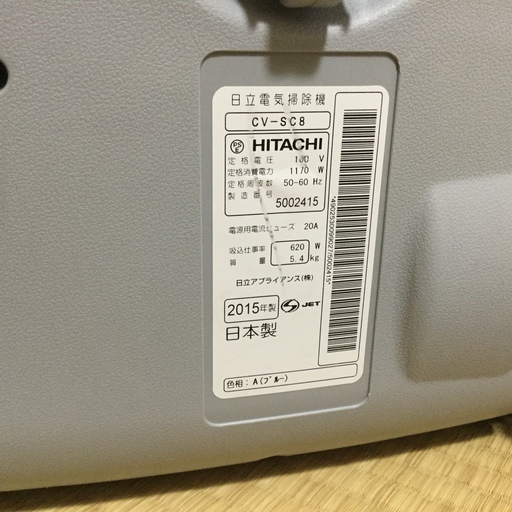 日立電気掃除機
CV-SC8
PS E HITACHI
定格電圧 100 V
定格消費電力 1170 W
定格周波数 50-60 Hz
製造番号 5002415
電源用電流ヒューズ 20A
吸込仕事率 620 W
質量 5.4 kg
日立アプライアンス(株)
2015年製 S JET
日本製
色相：A(ブルー)
*4902530099027/5002415*